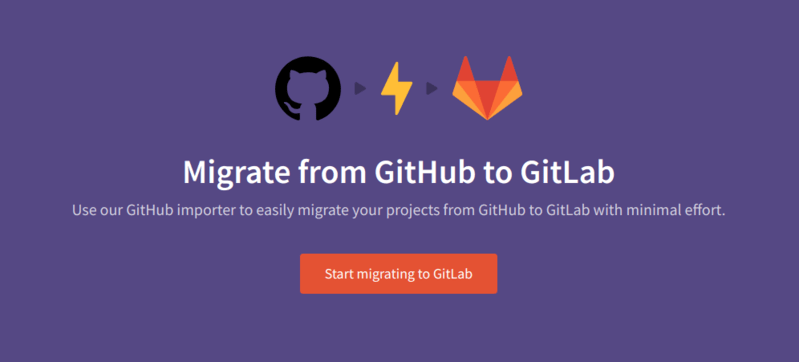 Migrate from GitHub to GitLab
Use our GitHub importer to easily migrate your projects from GitHub to GitLab with minimal effort.
Start migrating to GitLab